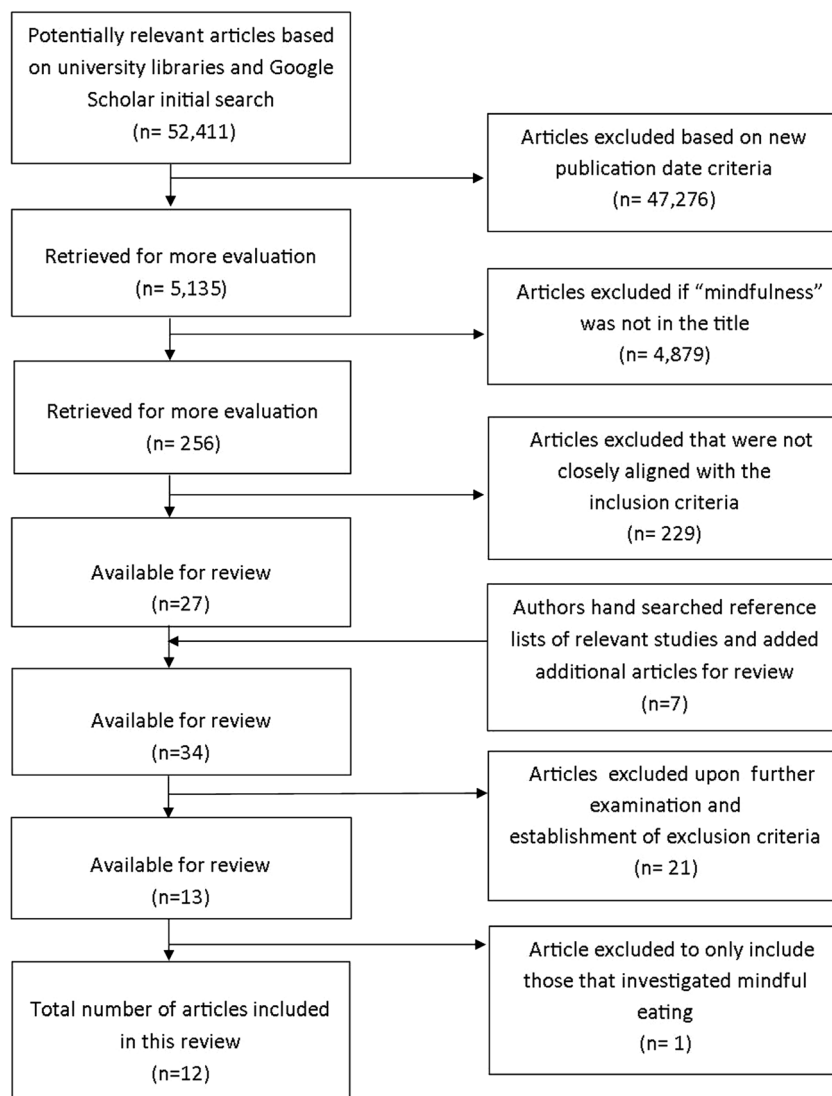 Potentially relevant articles based
on university libraries and Google
Scholar initial search
(n= 52,411)
Articles excluded based on new
publication date criteria
(n= 47,276)
Retrieved for more evaluation
(n= 5,135)
Articles excluded if “mindfulness”
was not in the title
(n= 4,879)
Retrieved for more evaluation
(n= 256)
Articles excluded that were not
closely aligned with the
inclusion criteria
(n= 229)
Available for review
(n=27)
Authors hand searched reference
lists of relevant studies and added
additional articles for review
(n=7)
Available for review
(n=34)
Articles excluded upon further
examination and
establishment of exclusion criteria
(n= 21)
Available for review
(n=13)
Article excluded to only include
those that investigated mindful
eating
(n= 1)
Total number of articles included
in this review
(n=12)